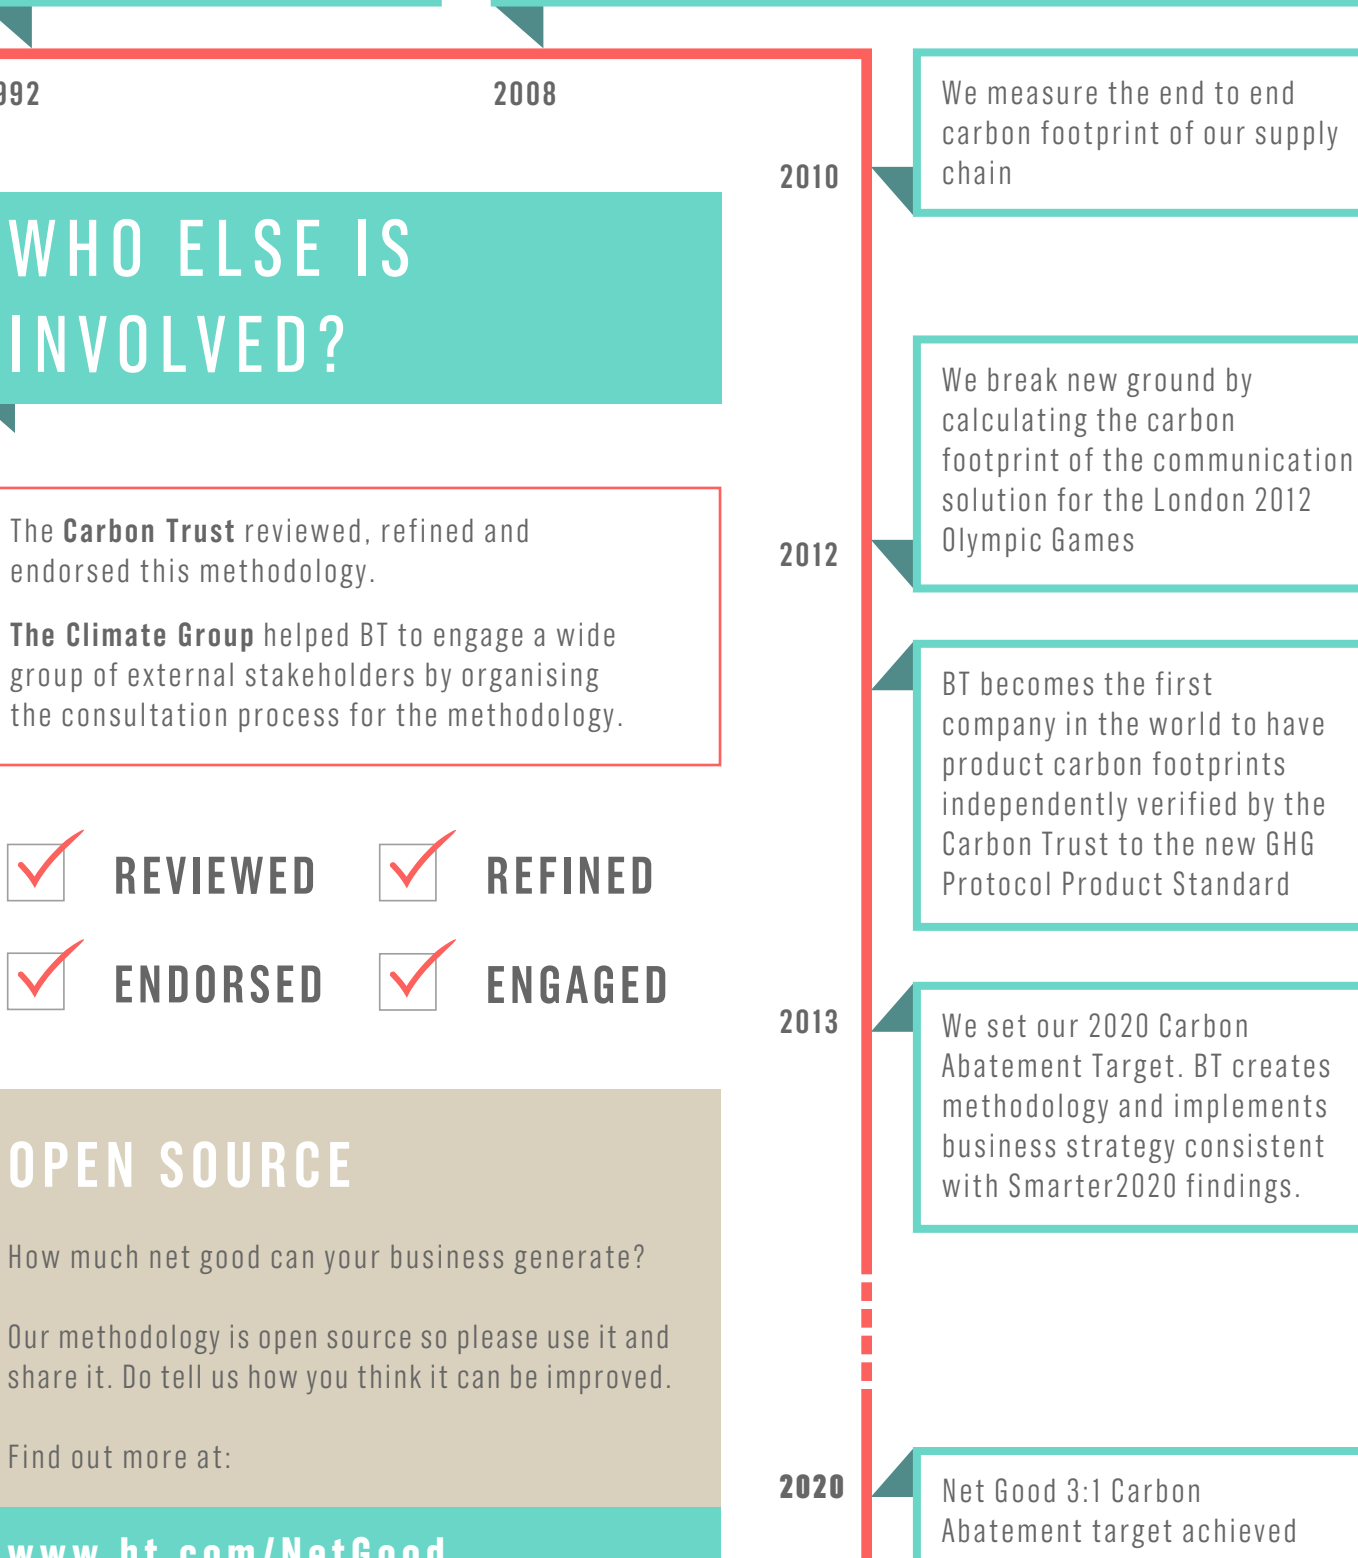 2008
WHO ELSE IS
INVOLVED?
The Carbon Trust reviewed, refined and
endorsed this methodology.
The Climate Group helped BT to engage a wide
group of external stakeholders by organising
the consultation process for the methodology.
REVIEWED
REFINED
ENDORSED
ENGAGED
OPEN SOURCE
How much net good can your business generate?
Our methodology is open source so please use it and
share it. Do tell us how you think it can be improved.
Find out more at:
www.bt.com/NetGood
2010
We measure the end to end
carbon footprint of our supply
chain
We break new ground by
calculating the carbon
footprint of the communication
solution for the London 2012
Olympic Games
2012
BT becomes the first
company in the world to have
product carbon footprints
independently verified by the
Carbon Trust to the new GHG
Protocol Product Standard
2013
We set our 2020 Carbon
Abatement Target. BT creates
methodology and implements
business strategy consistent
with Smarter2020 findings.
2020
Net Good 3:1 Carbon
Abatement target achieved